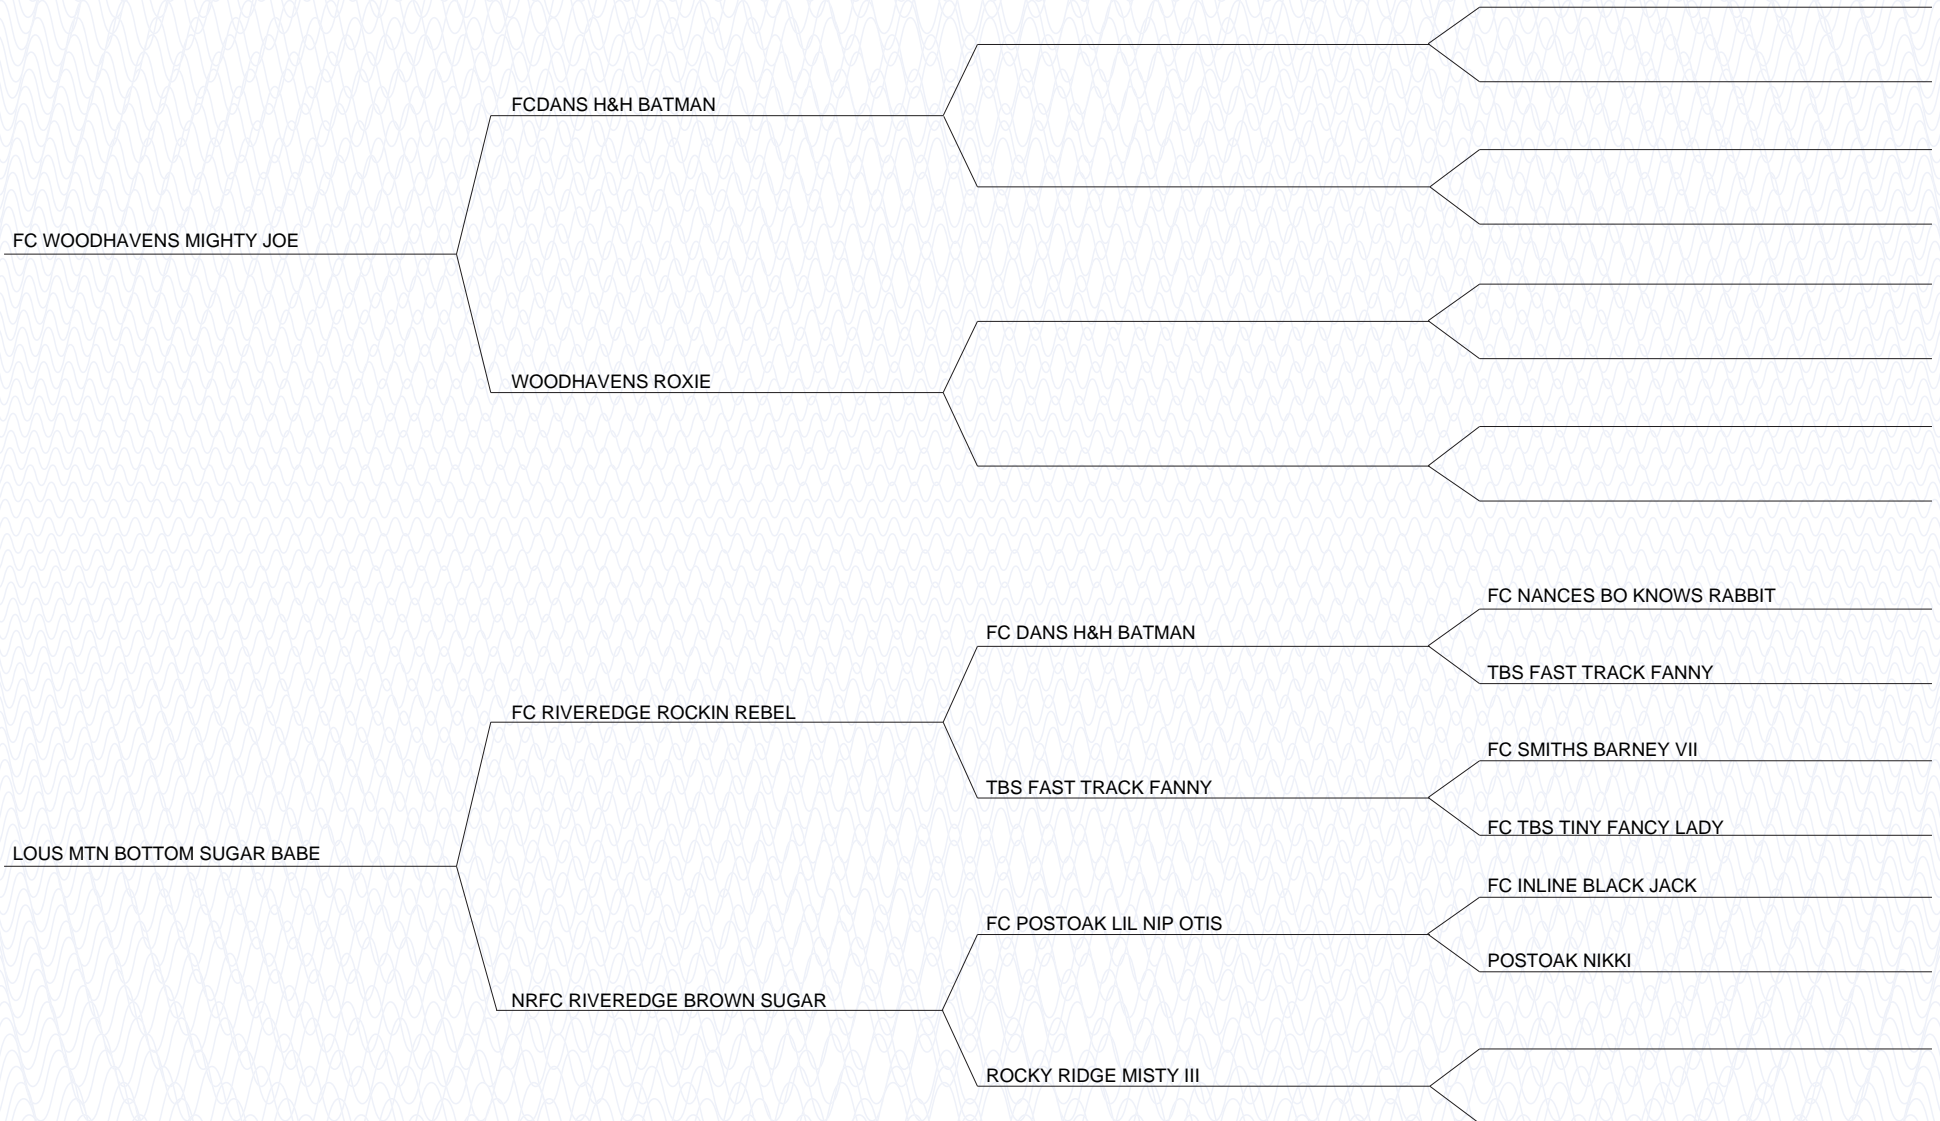 FCDANS H&H BATMAN
FC WOODHAVENS MIGHTY JOE
WOODHAVENS ROXIE
FC NANCES BO KNOWS RABBIT
FC DANS H&H BATMAN
TBS FAST TRACK FANNY
FC RIVEREDGE ROCKIN REBEL
FC SMITHS BARNEY VII
TBS FAST TRACK FANNY
FC TBS TINY FANCY LADY
LOUS MTN BOTTOM SUGAR BABE
FC INLINE BLACK JACK
FC POSTOAK LIL NIP OTIS
POSTOAK NIKKI
NRFC RIVEREDGE BROWN SUGAR
ROCKY RIDGE MISTY III